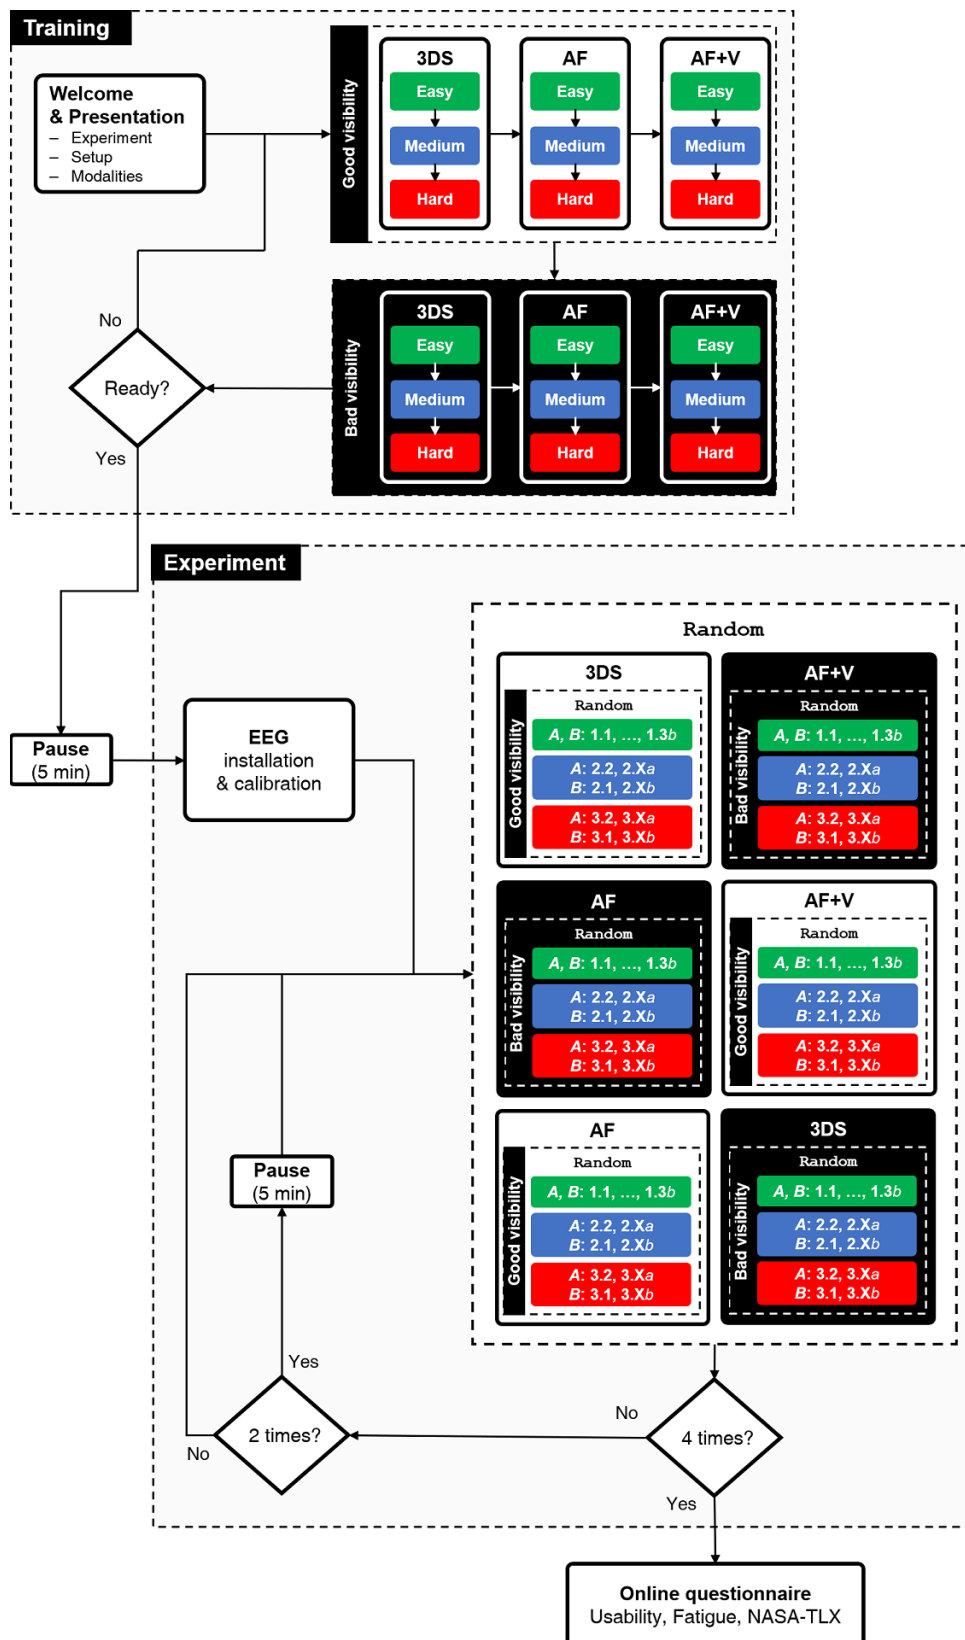 Training
Welcome
& Presentation
– Experiment
– Setup
– Modalities
Good visibility
3DS
Easy
Medium
Hard
AF
Easy
Medium
Hard
AF+V
Easy
Medium
Hard
Bad visibility
3DS
Easy
Medium
Hard
AF
Easy
Medium
Hard
AF+V
Easy
Medium
Hard
No
Ready?
Yes
Experiment
Pause
(5 min)
EEG
installation
& calibration
Random
3DS
Good visibility
Random
A, B: 1.1, ..., 1.3b
A: 2.2, 2.Xa
B: 2.1, 2.Xb
A: 3.2, 3.Xa
B: 3.1, 3.Xb
AF+V
Bad visibility
Random
A, B: 1.1, ..., 1.3b
A: 2.2, 2.Xa
B: 2.1, 2.Xb
A: 3.2, 3.Xa
B: 3.1, 3.Xb
AF
Bad visibility
Random
A, B: 1.1, ..., 1.3b
A: 2.2, 2.Xa
B: 2.1, 2.Xb
A: 3.2, 3.Xa
B: 3.1, 3.Xb
AF+V
Good visibility
Random
A, B: 1.1, ..., 1.3b
A: 2.2, 2.Xa
B: 2.1, 2.Xb
A: 3.2, 3.Xa
B: 3.1, 3.Xb
AF
Good visibility
Random
A, B: 1.1, ..., 1.3b
A: 2.2, 2.Xa
B: 2.1, 2.Xb
A: 3.2, 3.Xa
B: 3.1, 3.Xb
3DS
Bad visibility
Random
A, B: 1.1, ..., 1.3b
A: 2.2, 2.Xa
B: 2.1, 2.Xb
A: 3.2, 3.Xa
B: 3.1, 3.Xb
Pause
(5 min)
Yes
2 times?
No
No
4 times?
Yes
Online questionnaire
Usability, Fatigue, NASA-TLX